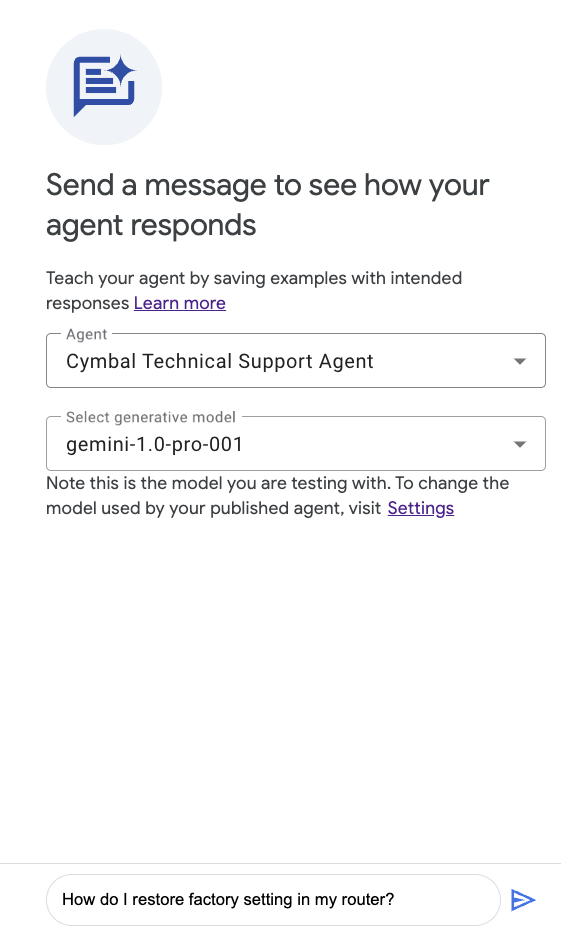 Send a message to see how your
agent responds
Teach your agent by saving examples with intended
responses Learn more
Agent
Cymbal Technical Support Agent
Select generative model
gemini-1.0-pro-001
Note this is the model you are testing with. To change the
model used by your published agent, visit Settings
How do I restore factory setting in my router?